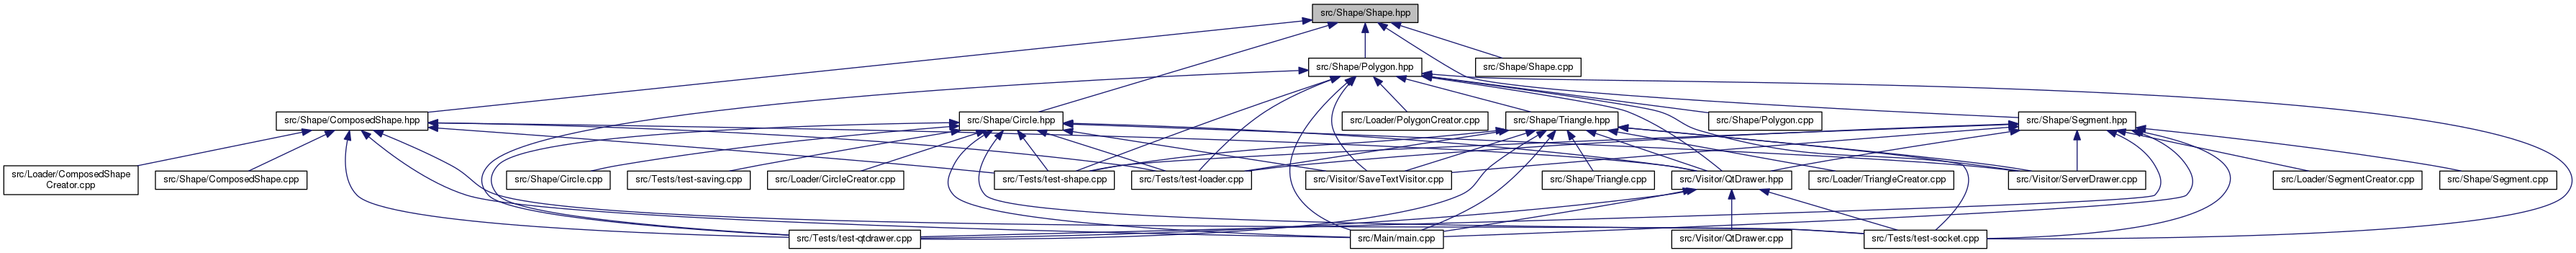 src/Shape/Shape.hpp
src/Shape/Polygon.hpp
src/Shape/Shape.cpp
src/Shape/ComposedShape.hpp
src/Shape/Circle.hpp
src/Loader/PolygonCreator.cpp
src/Shape/Triangle.hpp
src/Shape/Polygon.cpp
src/Shape/Segment.hpp
src/Loader/ComposedShape
Creator.cpp
src/Shape/ComposedShape.cpp
src/Shape/Circle.cpp
src/Tests/test-saving.cpp
src/Loader/CircleCreator.cpp
src/Tests/test-shape.cpp
src/Tests/test-loader.cpp
src/Visitor/SaveTextVisitor.cpp
src/Shape/Triangle.cpp
src/Visitor/QtDrawer.hpp
src/Loader/TriangleCreator.cpp
src/Visitor/ServerDrawer.cpp
src/Loader/SegmentCreator.cpp
src/Shape/Segment.cpp
src/Tests/test-qtdrawer.cpp
src/Main/main.cpp
src/Visitor/QtDrawer.cpp
src/Tests/test-socket.cpp